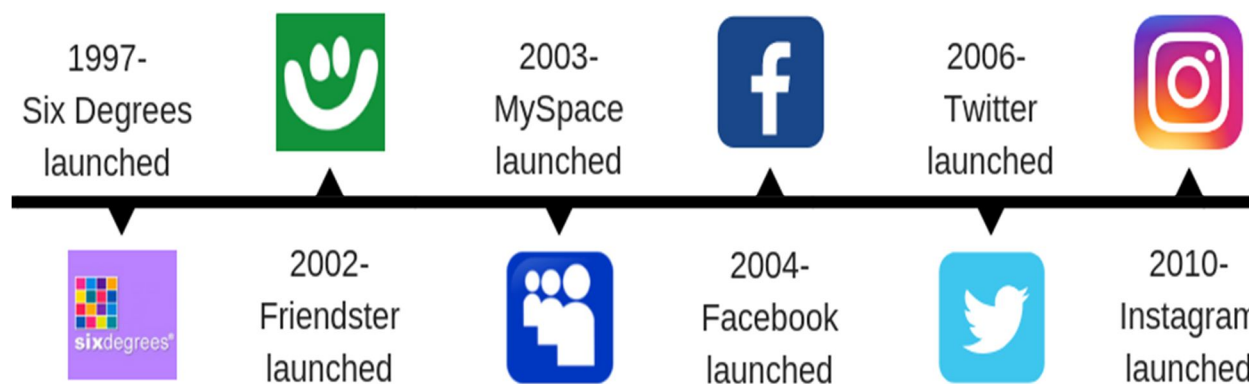 1997-
Six Degrees
launched
sixdegrees®
2002-
Friendster
launched
2003-
MySpace
launched
f
2004-
Facebook
launched
2006-
Twitter
launched
2010-
Instagram
launched